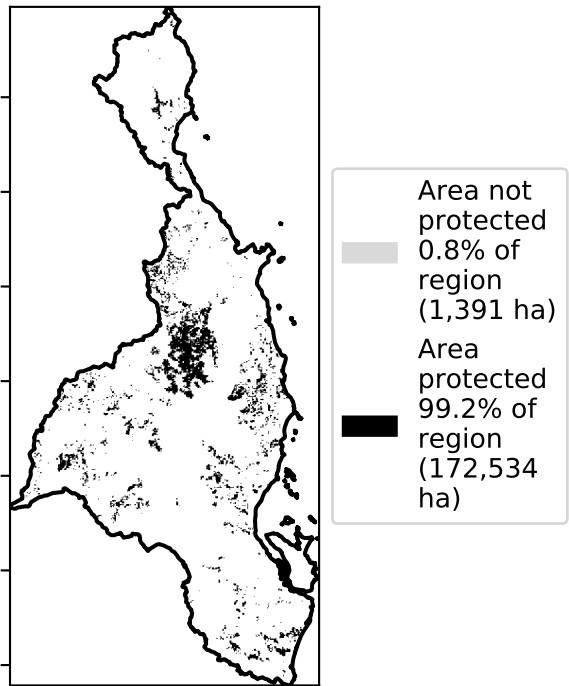 Area not
protected
0.8% of
region
(1,391 ha)
Area
protected
99.2% of
region
(172,534
ha)